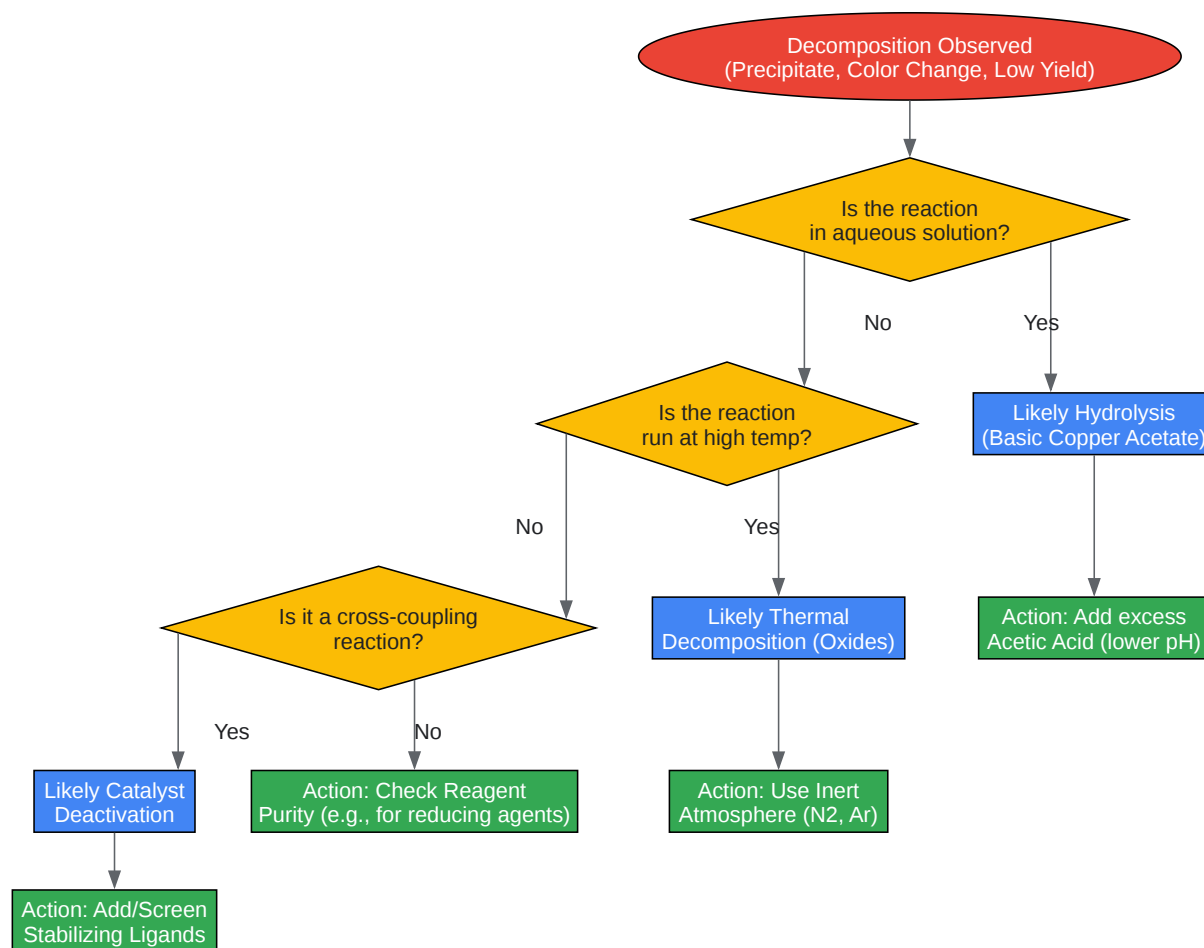 Decomposition Observed
(Precipitate, Color Change, Low Yield)
Is the reaction
in aqueous solution?
No
Yes
Is the reaction
run at high temp?
Likely Hydrolysis
(Basic Copper Acetate)
No
Yes
Is it a cross-coupling
reaction?
Likely Thermal
Decomposition (Oxides)
Action: Add excess
Acetic Acid (lower pH)
Yes
No
Likely Catalyst
Deactivation
Action: Check Reagent
Purity (e.g., for reducing agents)
Action: Use Inert
Atmosphere (N2, Ar)
Action: Add/Screen
Stabilizing Ligands